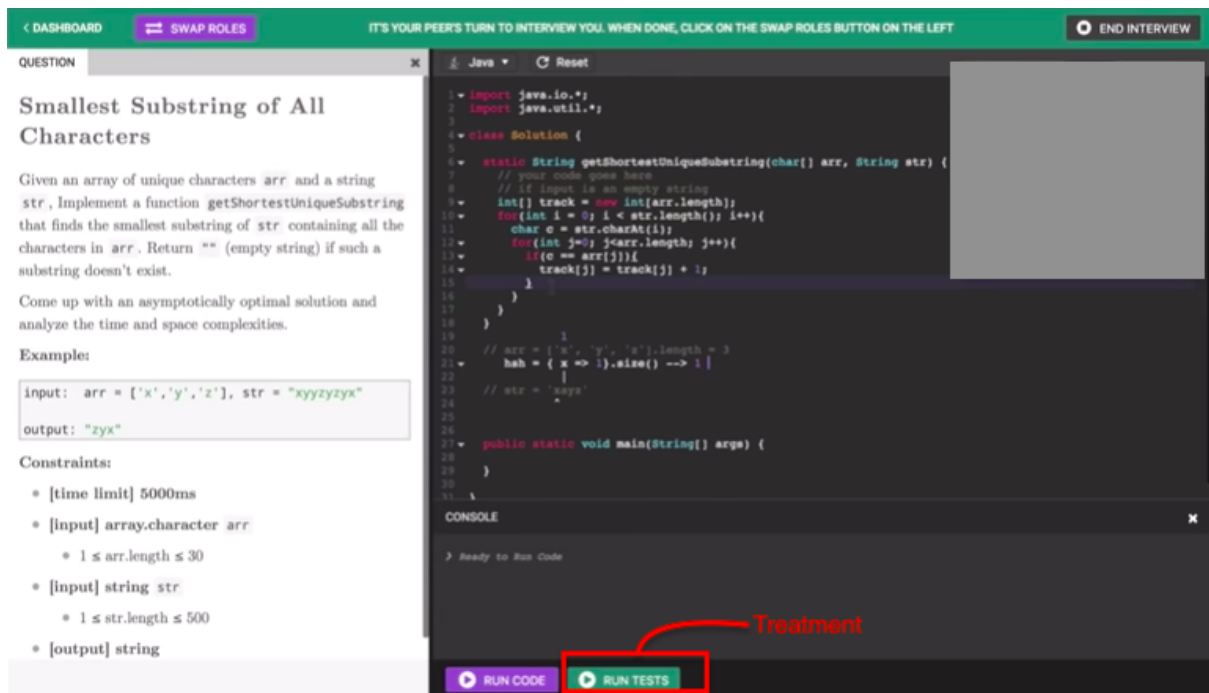 < DASHBOARD
SWAP ROLES
IT'S YOUR PEER'S TURN TO INTERVIEW YOU. WHEN DONE, CLICK ON THE SWAP ROLES BUTTON ON THE LEFT
END INTERVIEW
QUESTION
×
Smallest Substring of All
Characters
Given an array of unique characters arr and a string
str , Implement a function getShortestUniqueSubstring
that finds the smallest substring of str containing all the
characters in arr . Return "" (empty string) if such a
substring doesn't exist.
Come up with an asymptotically optimal solution and
analyze the time and space complexities.
Example:
input: arr = ['x','y','z'], str = "xyyzyzyx"
output: "zyx"
Constraints:
• [time limit] 5000ms
• [input] array.character arr
• 1 ≤ arr.length ≤ 30
• [input] string str
• 1 ≤ str.length ≤ 500
• [output] string
Java
Reset
1 import java.io.*;
2 import java.util.*;
3
4 class Solution {
5
6 static String getShortestUniqueSubstring(char[] arr, String str) {
7 // your code goes here
8 // if input is an empty string
9 int[] track = new int[arr.length];
10 for(int i = 0; i < str.length(); i++){
11 char c = str.charAt(i);
12 for(int j=0; j<arr.length; j++){
13 if(c == arr[j]){
14 track[j] = track[j] + 1;
15 }
16 }
17 }
18 }
19 1
20 // arr = ['x', 'y', 'z'].length = 3
21 hsh = { x => 1}.size() --> 1 |
22 |
23 // str =
24 ^
25
26
27 public static void main(String[] args) {
28
29 }
30
31 }
CONSOLE
×
> Ready to Run Code
Treatment
RUN CODE
RUN TESTS